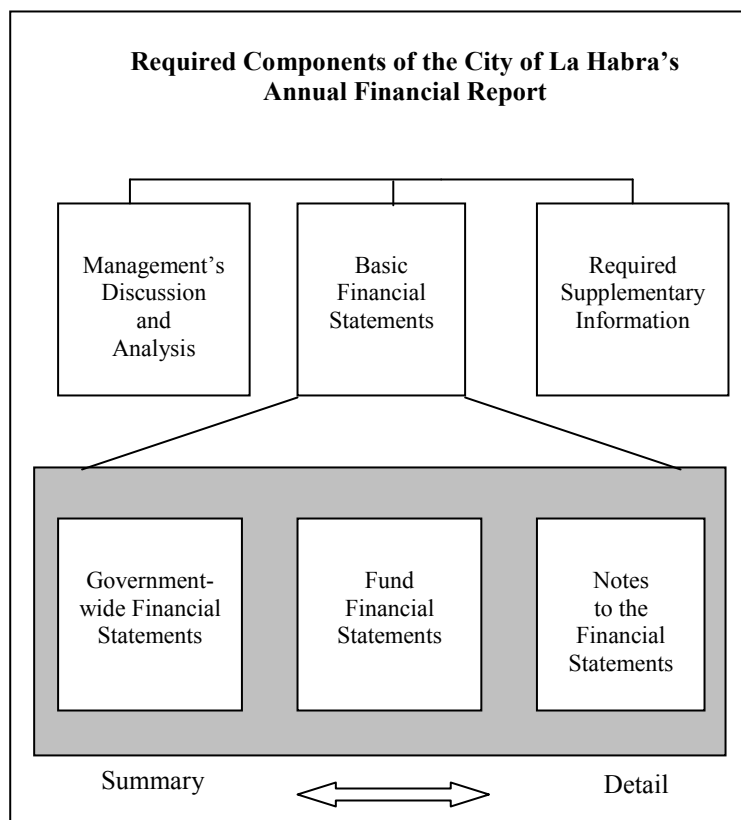 Required Components of the City of La Habra’s
Annual Financial Report
Management’s
Discussion
and
Analysis
Basic
Financial
Statements
Required
Supplementary
Information
Government-
wide Financial
Statements
Fund
Financial
Statements
Notes
to the
Financial
Statements
Summary
Detail